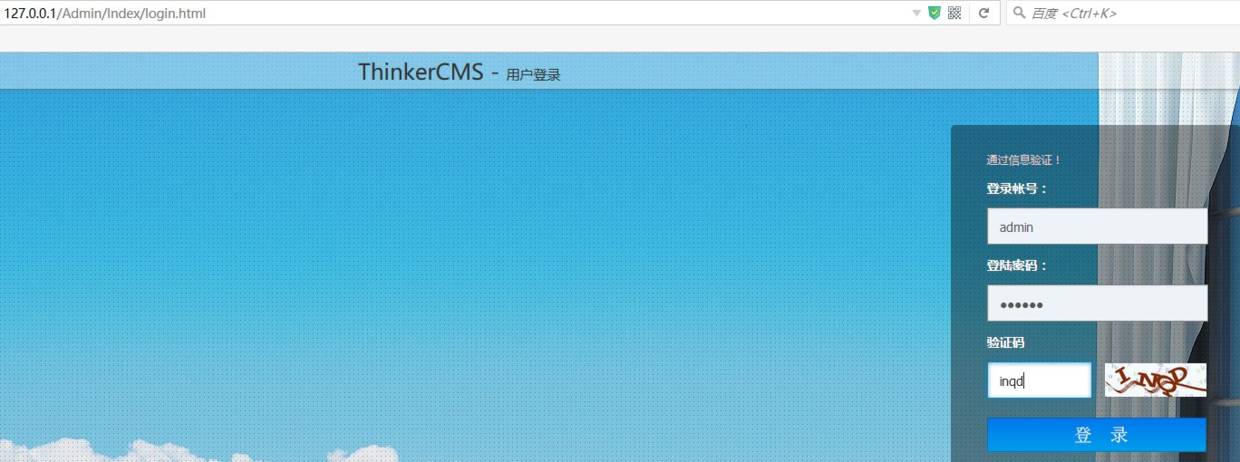 127.0.0.1/Admin/Index/login.html
百度 <Ctrl+K>
ThinkerCMS - 用户登录
通过信息验证！
登录帐号：
admin
登陆密码：
••••••
验证码
inqd
INQD
登 录